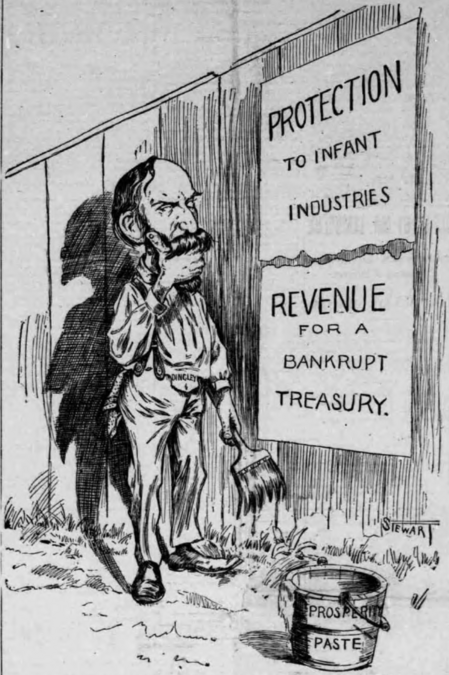 PROTECTION
TO INFANT
INDUSTRIES
REVENUE
FOR A
BANKRUPT
TREASURY.
DINGLEY
STEWART
PROSPERITY
PASTE